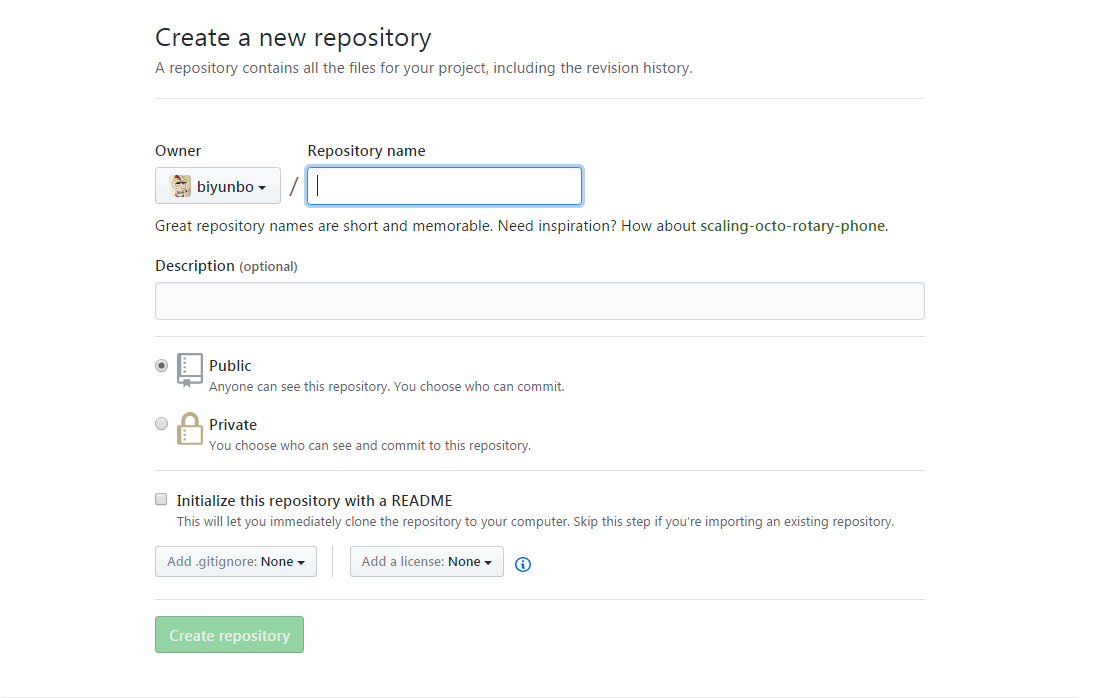 Create a new repository
A repository contains all the files for your project, including the revision history.
Owner Repository name
biyunbo /
Great repository names are short and memorable. Need inspiration? How about scaling-octo-rotary-phone.
Description (optional)
Public
Anyone can see this repository. You choose who can commit.
Private
You choose who can see and commit to this repository.
Initialize this repository with a README
This will let you immediately clone the repository to your computer. Skip this step if you’re importing an existing repository.
Add .gitignore: None Add a license: None
Create repository